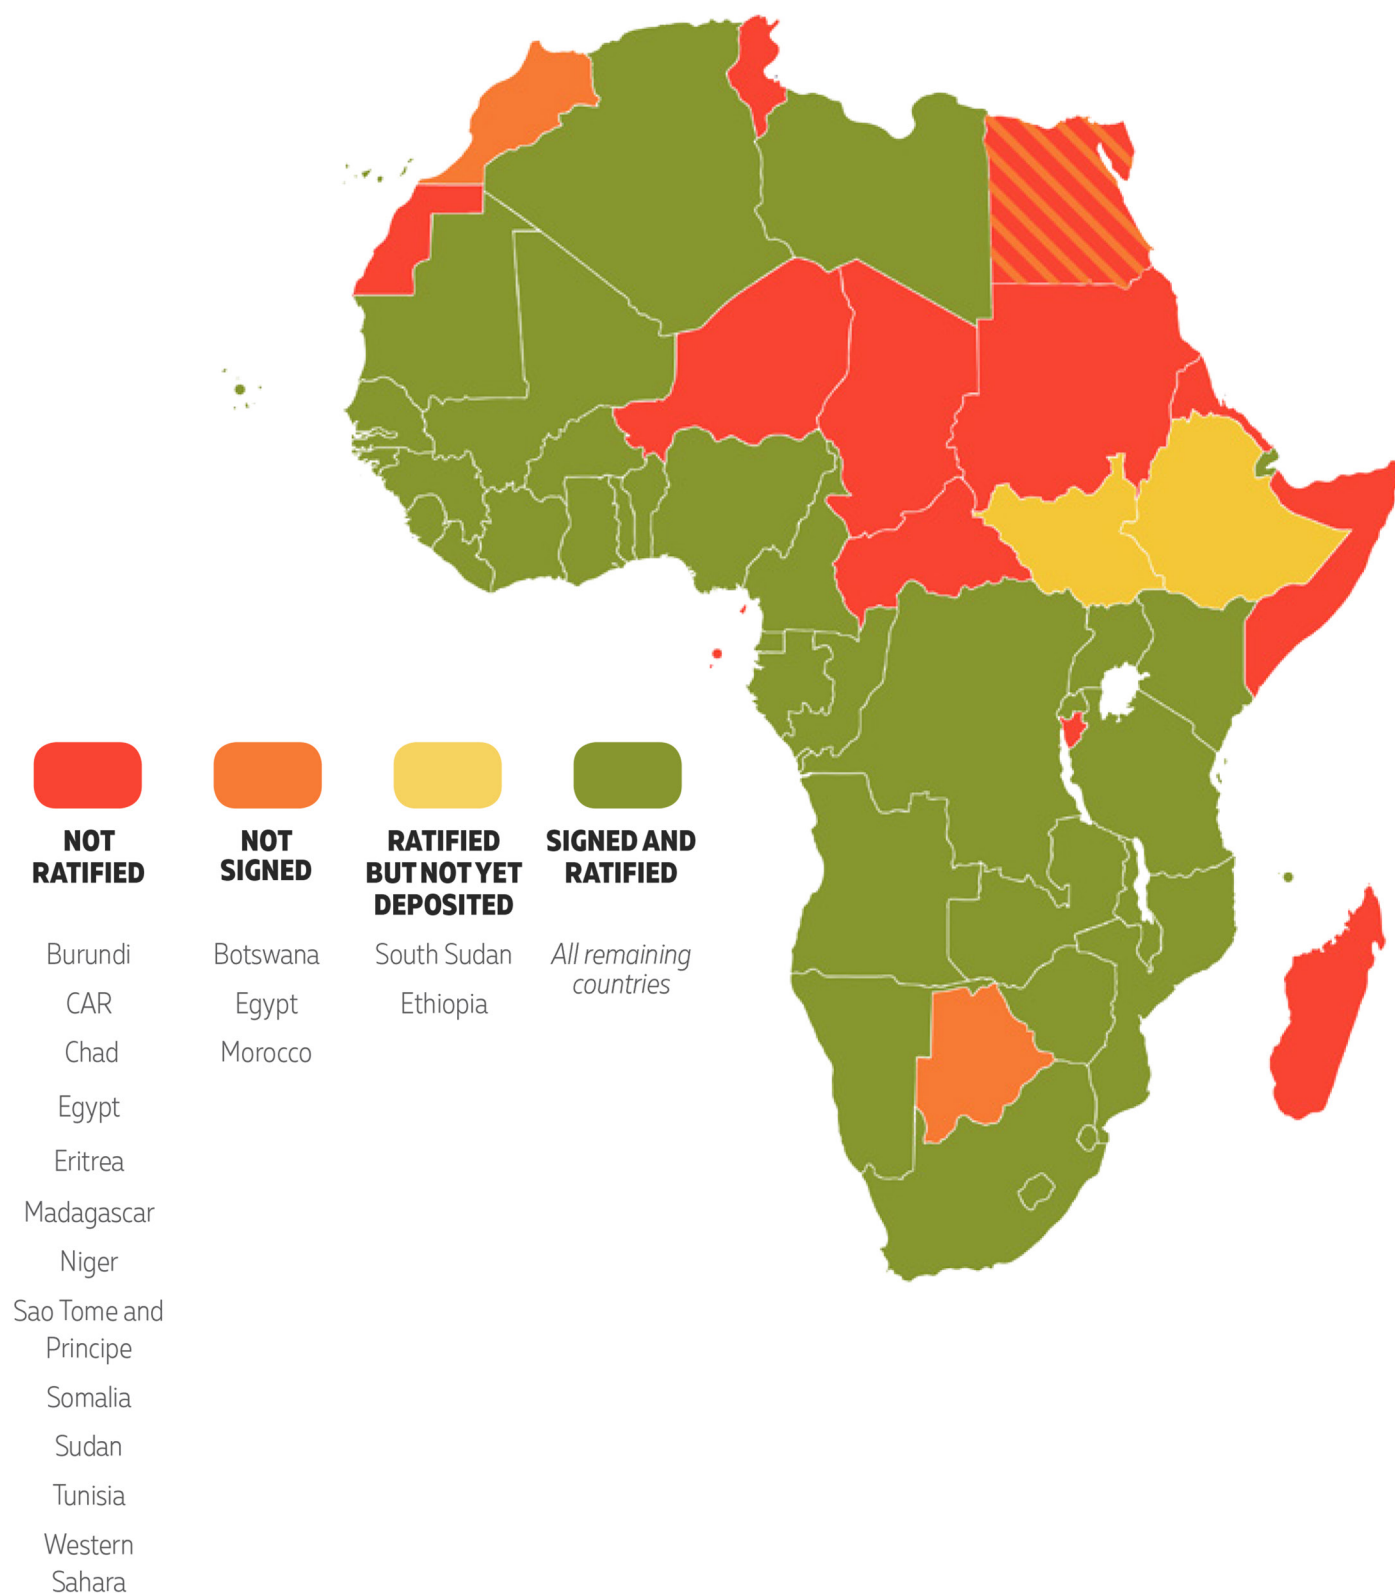 NOT
RATIFIED
Burundi
CAR
Chad
Egypt
Eritrea
Madagascar
Niger
Sao Tome and
Principe
Somalia
Sudan
Tunisia
Western
Sahara
NOT
SIGNED
Botswana
Egypt
Morocco
RATIFIED
BUT NOT YET
DEPOSITED
South Sudan
Ethiopia
SIGNED AND
RATIFIED
All remaining
countries